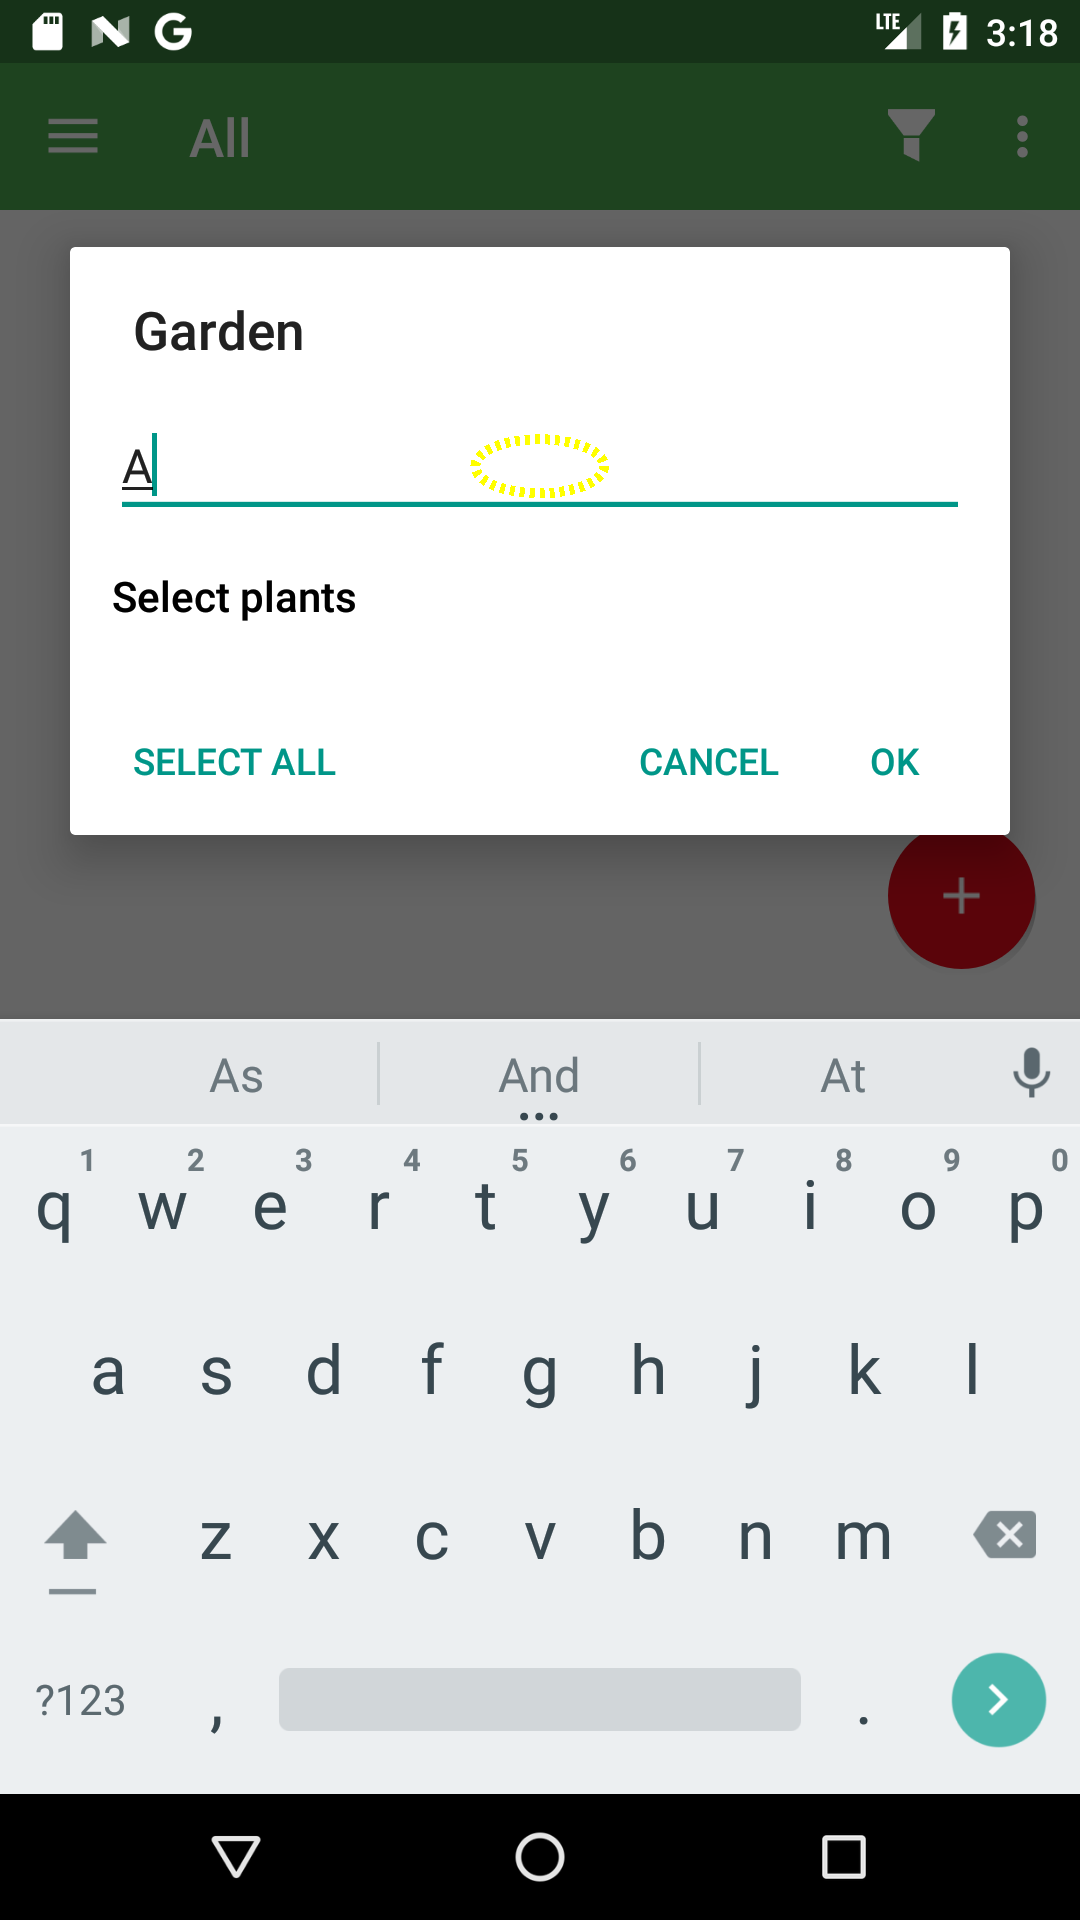 LTE 3:18
All
Garden
A
Select plants
SELECT ALL CANCEL OK
As And At
1 2 3 4 5 6 7 8 9 0
q w e r t y u i o p
a s d f g h j k l
z x c v b n m
?123 , .